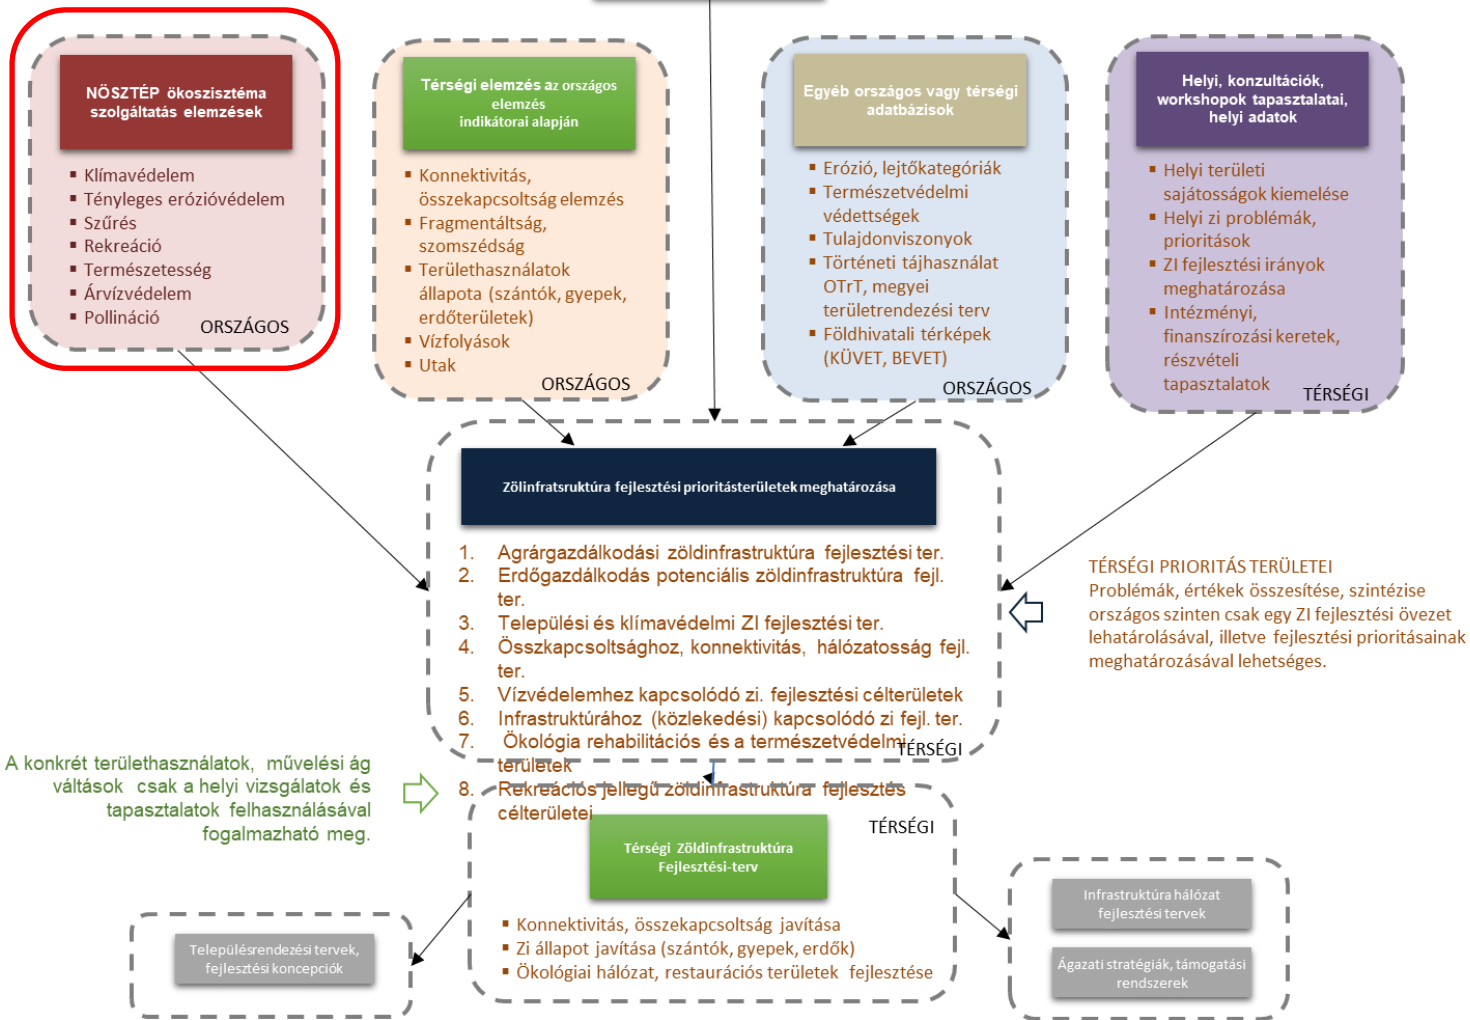 NÖSZTÉP ökoszisztéma
szolgáltatás elemzések
▪ Klímavédelem
▪ Tényleges erózióvédelem
▪ Szűrés
▪ Rekreáció
▪ Természetesség
▪ Árvízvédelem
▪ Pollináció
ORSZÁGOS
Térségi elemzés az országos
elemzés
indikátorai alapján
▪ Konnektivitás,
összekapcsoltság elemzés
▪ Fragmentáltság,
szomszédság
▪ Területhasználatok
állapota (szántók, gyepek,
erdőterületek)
▪ Vízfolyások
▪ Utak
ORSZÁGOS
Egyéb országos vagy térségi
adatbázisok
▪ Erózió, lejtőkategóriák
▪ Természetvédelmi
védettségek
▪ Tulajdonviszonyok
▪ Történeti tájhasználat
OTrT, megyei
területrendezési terv
▪ Földhivatali térképek
(KÜVET, BEVET)
ORSZÁGOS
Helyi, konzultációk,
workshopok tapasztalatai,
helyi adatok
▪ Helyi területi
sajátosságok kiemelése
▪ Helyi zi problémák,
prioritások
▪ ZI fejlesztési irányok
meghatározása
▪ Intézményi,
finanszírozási keretek,
részvételi
tapasztalatok
TÉRSÉGI
Zölinfratsruktúra fejlesztési prioritásterületek meghatározása
1. Agrárgazdálkodási zöldinfrastruktúra fejlesztési ter.
2. Erdőgazdálkodás potenciális zöldinfrastruktúra fejl.
ter.
3. Települési és klímavédelmi ZI fejlesztési ter.
4. Összkapcsoltsághoz, konnektivitás, hálózatosság fejl.
ter.
5. Vízvédelemhez kapcsolódó zi. fejlesztési célterületek
6. Infrastruktúrához (közlekedési) kapcsolódó zi fejl. ter.
7. Ökológia rehabilitációs és a természetvédelmi
területek
8. Rekreációs jellegű zöldinfrastruktúra fejlesztés
célterületei
TÉRSÉGI
TÉRSÉGI PRIORITÁS TERÜLETEI
Problémák, értékek összesítése, szintézise
országos szinten csak egy ZI fejlesztési övezet
lehatárolásával, illetve fejlesztési prioritásainak
meghatározásával lehetséges.
A konkrét területhasználatok, művelési ág
váltások csak a helyi vizsgálatok és
tapasztalatok felhasználásával
fogalmazható meg.
TÉRSÉGI
Térségi Zöldinfrastruktúra
Fejlesztési-terv
▪ Konnektivitás, összekapcsoltság javítása
▪ Zi állapot javítása (szántók, gyepek, erdők)
▪ Ökológiai hálózat, restaurációs területek fejlesztése
Településrendezési tervek,
fejlesztési koncepciók
Infrastruktúra hálózat
fejlesztési tervek
Ágazati stratégiák, támogatási
rendszerek